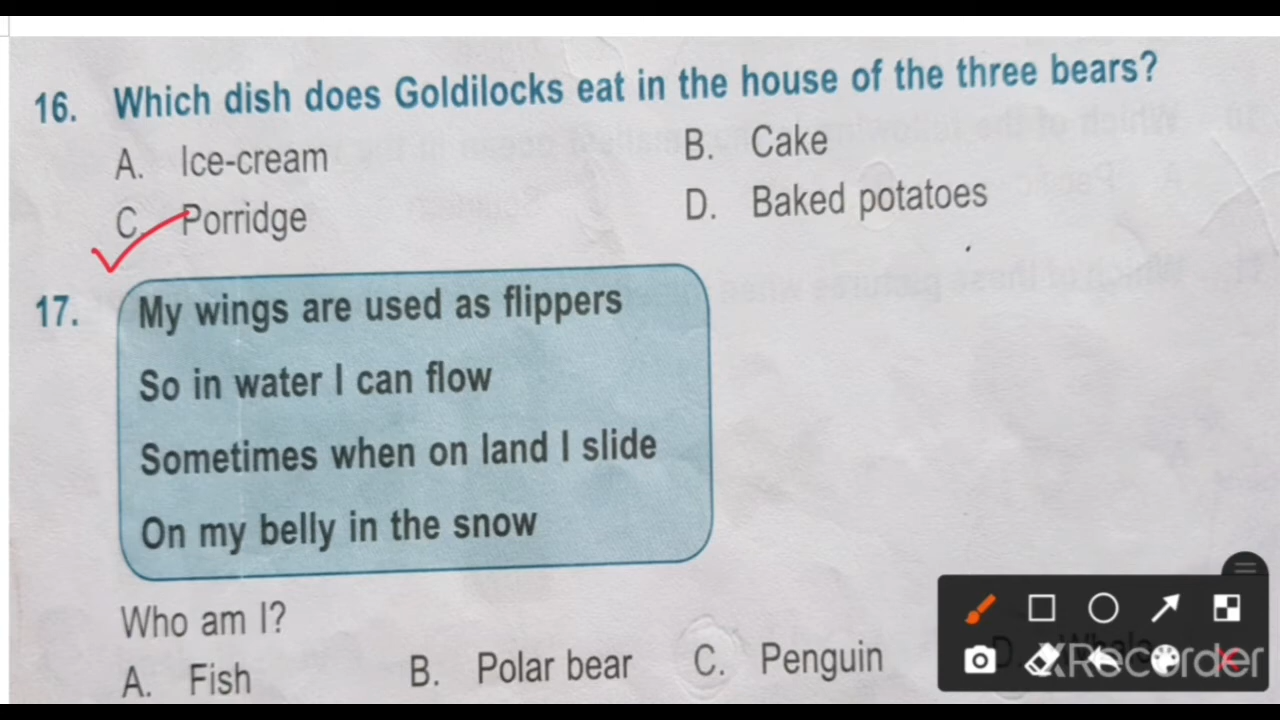 16. Which dish does Goldilocks eat in the house of the three bears?
A. Ice-cream B. Cake
C. Porridge D. Baked potatoes
17. My wings are used as flippers
So in water I can flow
Sometimes when on land I slide
On my belly in the snow
Who am I?
A. Fish B. Polar bear C. Penguin D. Whale
XRecorder